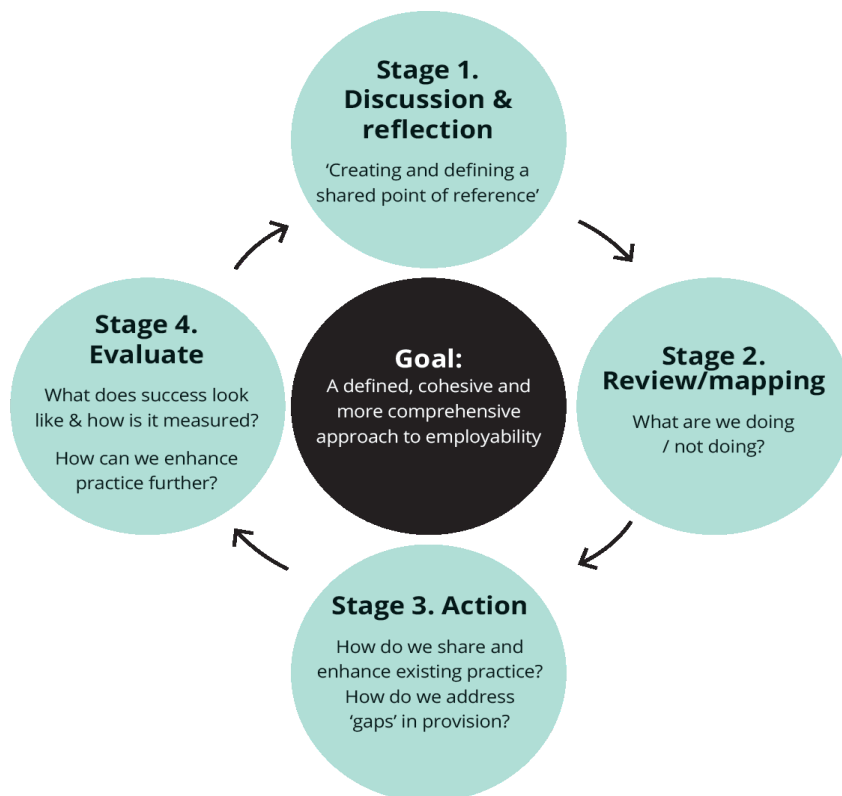 Stage 1.
Discussion &
reflection
‘Creating and defining a
shared point of reference’
Stage 2.
Review/mapping
What are we doing
/ not doing?
Stage 3. Action
How do we share and
enhance existing practice?
How do we address
‘gaps’ in provision?
Stage 4.
Evaluate
What does success look
like & how is it measured?
How can we enhance
practice further?
Goal:
A defined, cohesive and
more comprehensive
approach to employability